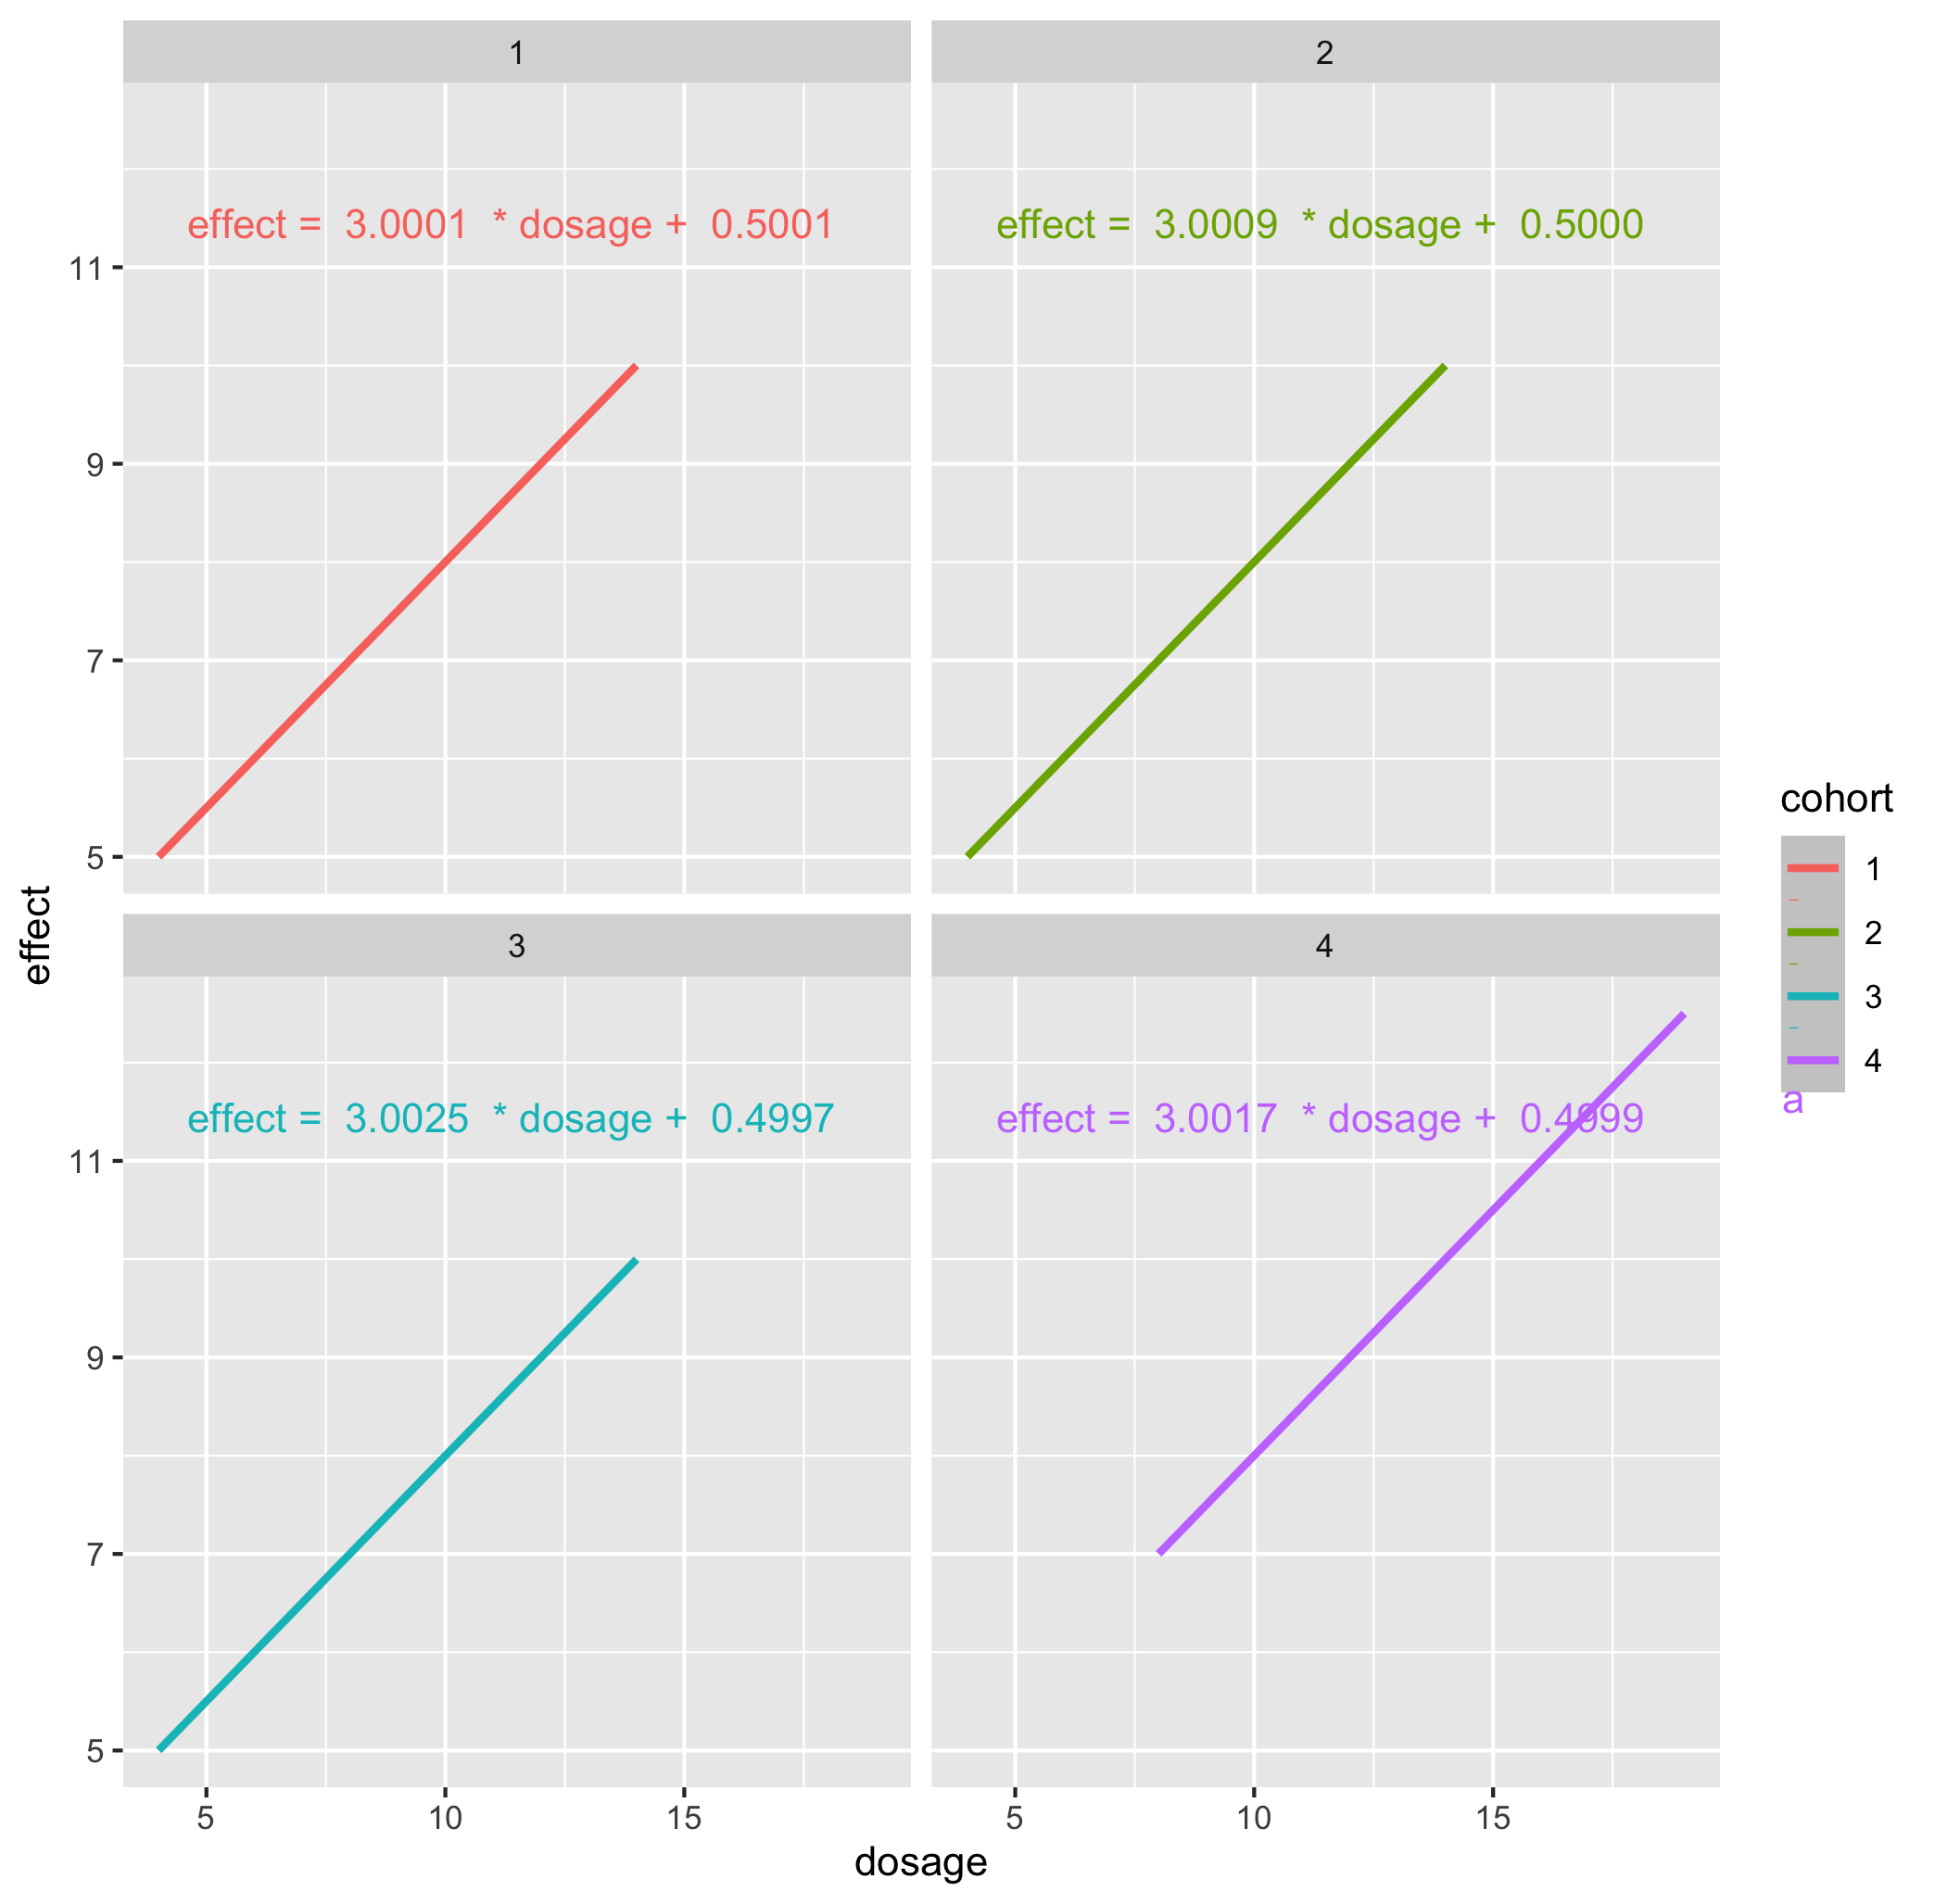 1
2
effect = 3.0001 * dosage + 0.5001
effect = 3.0009 * dosage + 0.5000
11
9
7
5
3
4
effect = 3.0025 * dosage + 0.4997
effect = 3.0017 * dosage + 0.4999
11
9
7
5
5 10 15
5 10 15
dosage
effect
cohort
1
2
3
4
a